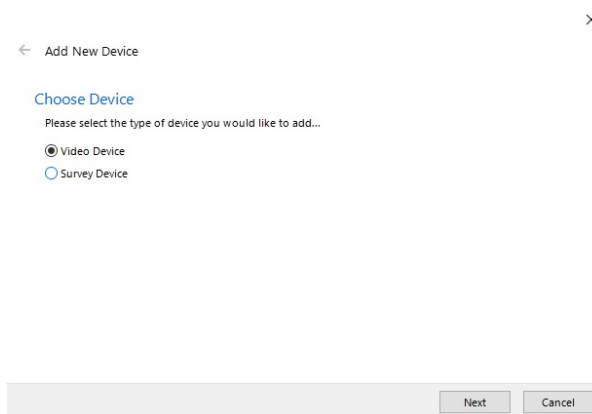 Add New Device
Choose Device
Please select the type of device you would like to add...
Video Device
Survey Device
Next Cancel